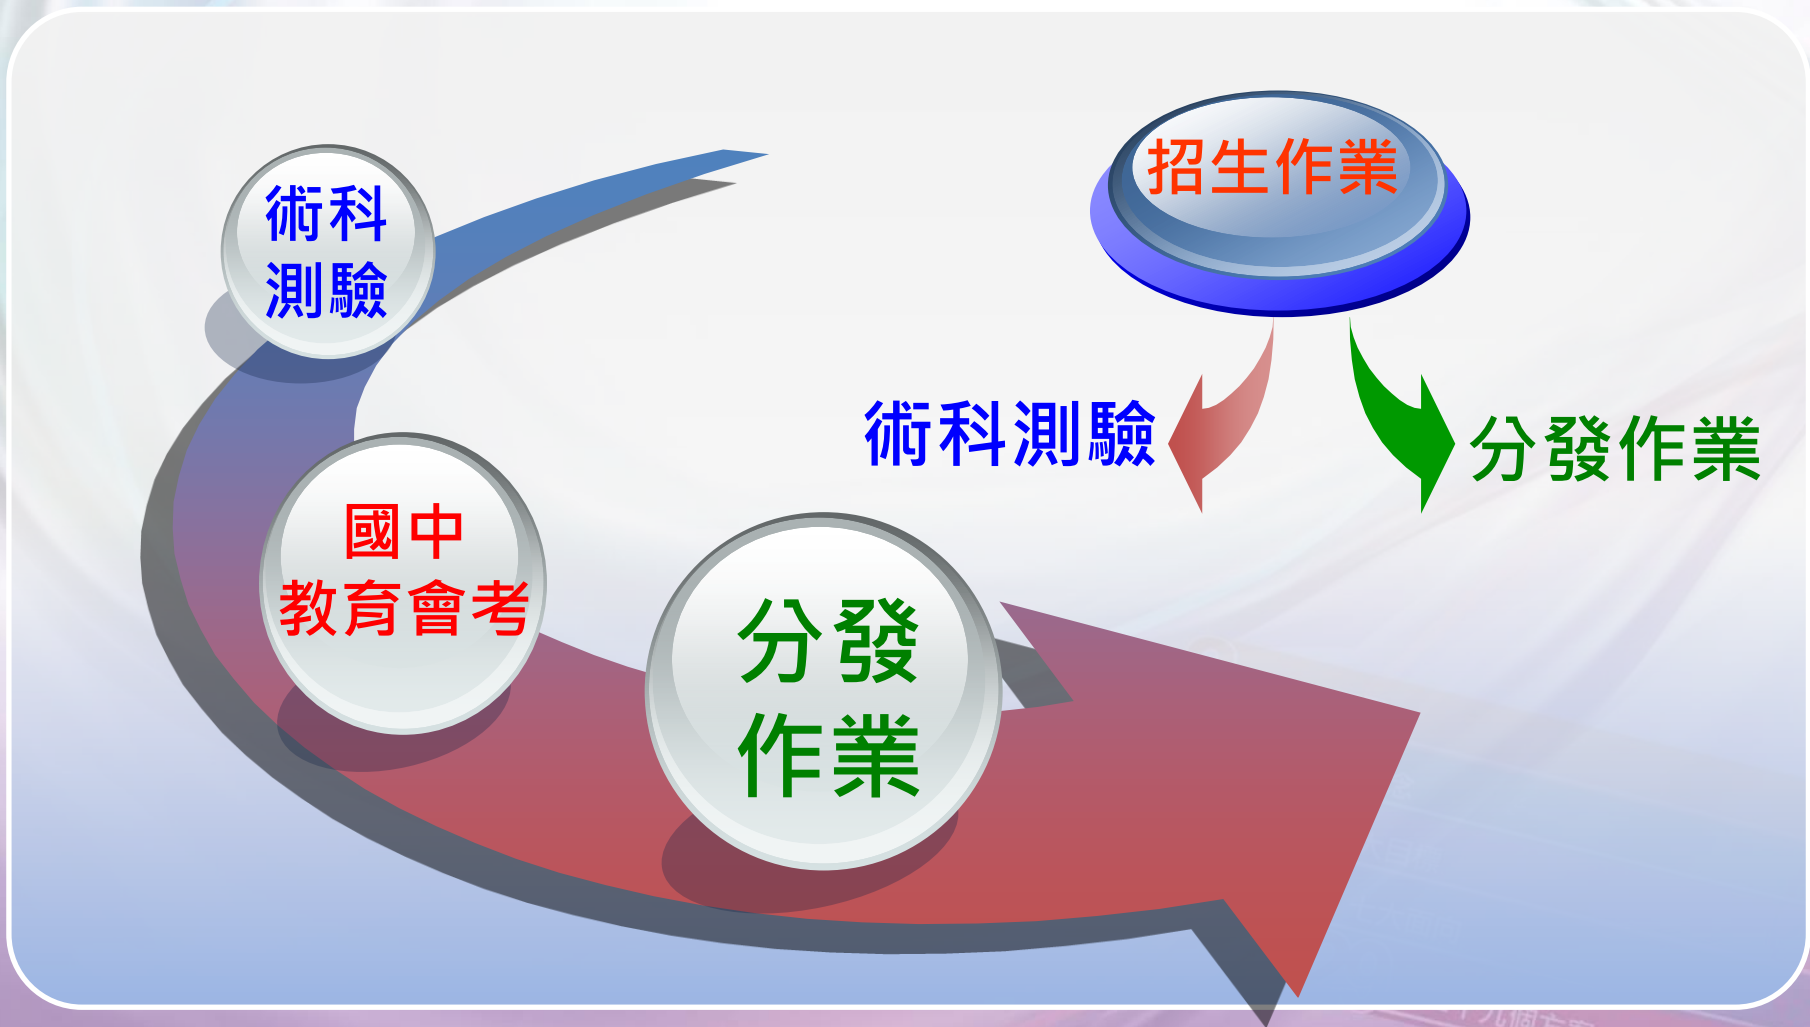 招生作業
術科
測驗
術科測驗
分發作業
國中
教育會考
分發
作業